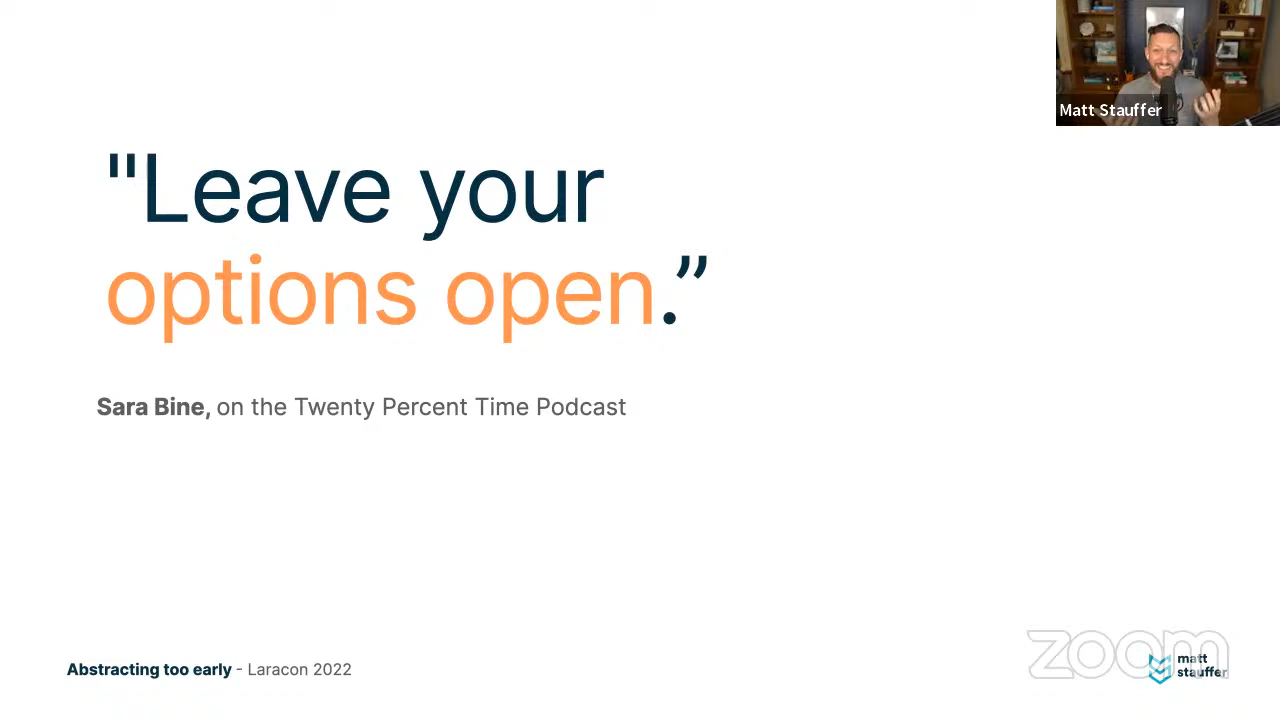 Matt Stauffer
"Leave your
options open.”
Sara Bine, on the Twenty Percent Time Podcast
Abstracting too early - Laracon 2022
zoom
matt
stauffer